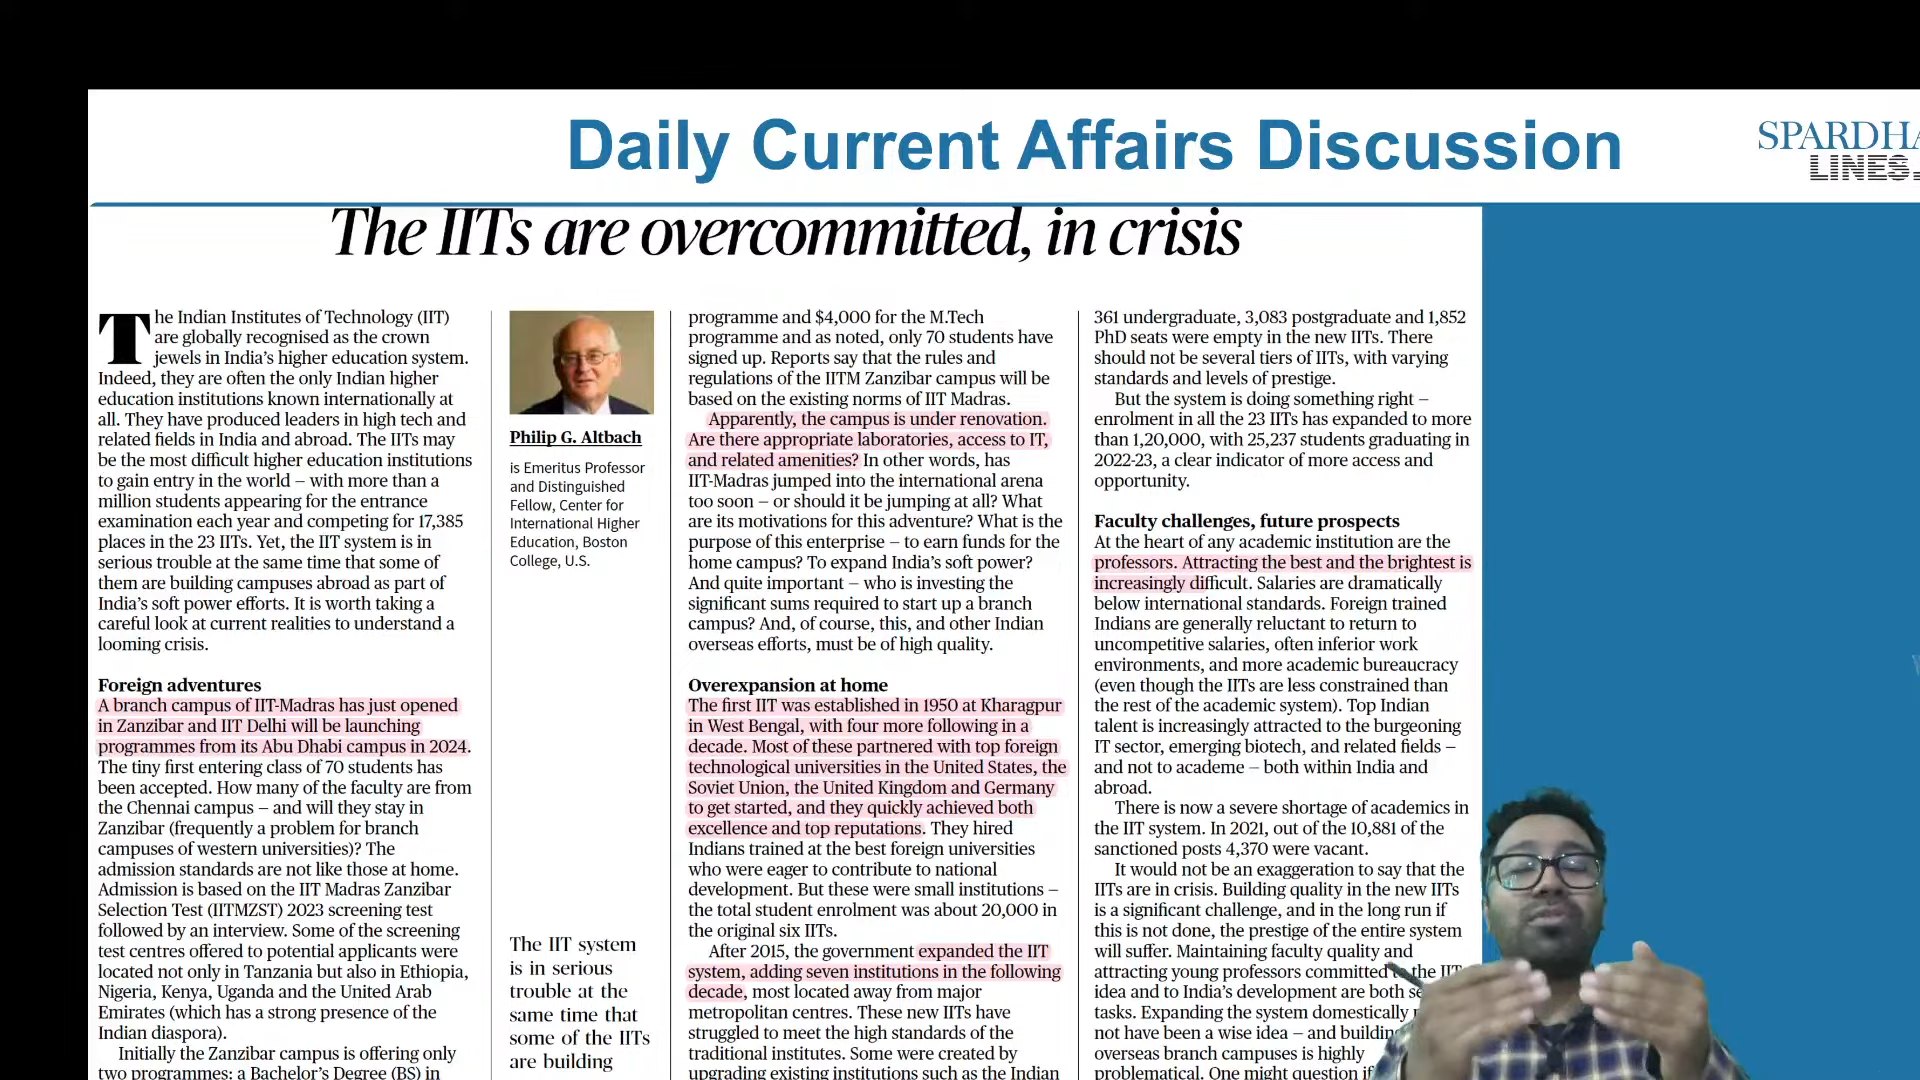 Daily Current Affairs Discussion
SPARDHA
LINES.
The IITs are overcommitted, in crisis
The Indian Institutes of Technology (IIT)
are globally recognised as the crown
jewels in India's higher education system.
Indeed, they are often the only Indian higher
education institutions known internationally at
all. They have produced leaders in high tech and
related fields in India and abroad. The IITs may
be the most difficult higher education institutions
to gain entry in the world – with more than a
million students appearing for the entrance
examination each year and competing for 17,385
places in the 23 IITs. Yet, the IIT system is in
serious trouble at the same time that some of
them are building campuses abroad as part of
India's soft power efforts. It is worth taking a
careful look at current realities to understand a
looming crisis.
Foreign adventures
A branch campus of IIT-Madras has just opened
in Zanzibar and IIT Delhi will be launching
programmes from its Abu Dhabi campus in 2024.
The tiny first entering class of 70 students has
been accepted. How many of the faculty are from
the Chennai campus – and will they stay in
Zanzibar (frequently a problem for branch
campuses of western universities)? The
admission standards are not like those at home.
Admission is based on the IIT Madras Zanzibar
Selection Test (IITMZST) 2023 screening test
followed by an interview. Some of the screening
test centres offered to potential applicants were
located not only in Tanzania but also in Ethiopia,
Nigeria, Kenya, Uganda and the United Arab
Emirates (which has a strong presence of the
Indian diaspora).
Initially the Zanzibar campus is offering only
two programmes: a Bachelor's Degree (BS) in
Philip G. Altbach
is Emeritus Professor
and Distinguished
Fellow, Center for
International Higher
Education, Boston
College, U.S.
The IIT system
is in serious
trouble at the
same time that
some of the IITs
are building
programme and $4,000 for the M.Tech
programme and as noted, only 70 students have
signed up. Reports say that the rules and
regulations of the IITM Zanzibar campus will be
based on the existing norms of IIT Madras.
Apparently, the campus is under renovation.
Are there appropriate laboratories, access to IT,
and related amenities? In other words, has
IIT-Madras jumped into the international arena
too soon – or should it be jumping at all? What
are its motivations for this adventure? What is the
purpose of this enterprise – to earn funds for the
home campus? To expand India's soft power?
And quite important – who is investing the
significant sums required to start up a branch
campus? And, of course, this, and other Indian
overseas efforts, must be of high quality.
Overexpansion at home
The first IIT was established in 1950 at Kharagpur
in West Bengal, with four more following in a
decade. Most of these partnered with top foreign
technological universities in the United States, the
Soviet Union, the United Kingdom and Germany
to get started, and they quickly achieved both
excellence and top reputations. They hired
Indians trained at the best foreign universities
who were eager to contribute to national
development. But these were small institutions –
the total student enrolment was about 20,000 in
the original six IITs.
After 2015, the government expanded the IIT
system, adding seven institutions in the following
decade, most located away from major
metropolitan centres. These new IITs have
struggled to meet the high standards of the
traditional institutes. Some were created by
upgrading existing institutions such as the Indian
361 undergraduate, 3,083 postgraduate and 1,852
PhD seats were empty in the new IITs. There
should not be several tiers of IITs, with varying
standards and levels of prestige.
But the system is doing something right –
enrolment in all the 23 IITs has expanded to more
than 1,20,000, with 25,237 students graduating in
2022-23, a clear indicator of more access and
opportunity.
Faculty challenges, future prospects
At the heart of any academic institution are the
professors. Attracting the best and the brightest is
increasingly difficult. Salaries are dramatically
below international standards. Foreign trained
Indians are generally reluctant to return to
uncompetitive salaries, often inferior work
environments, and more academic bureaucracy
(even though the IITs are less constrained than
the rest of the academic system). Top Indian
talent is increasingly attracted to the burgeoning
IT sector, emerging biotech, and related fields –
and not to academe – both within India and
abroad.
There is now a severe shortage of academics in
the IIT system. In 2021, out of the 10,881 of the
sanctioned posts 4,370 were vacant.
It would not be an exaggeration to say that the
IITs are in crisis. Building quality in the new IITs
is a significant challenge, and in the long run if
this is not done, the prestige of the entire system
will suffer. Maintaining faculty quality and
attracting young professors committed the IIT
idea and to India's development are both
tasks. Expanding the system domestically
not have been a wise idea – and
overseas branch campuses is highly
problematical. One might question if